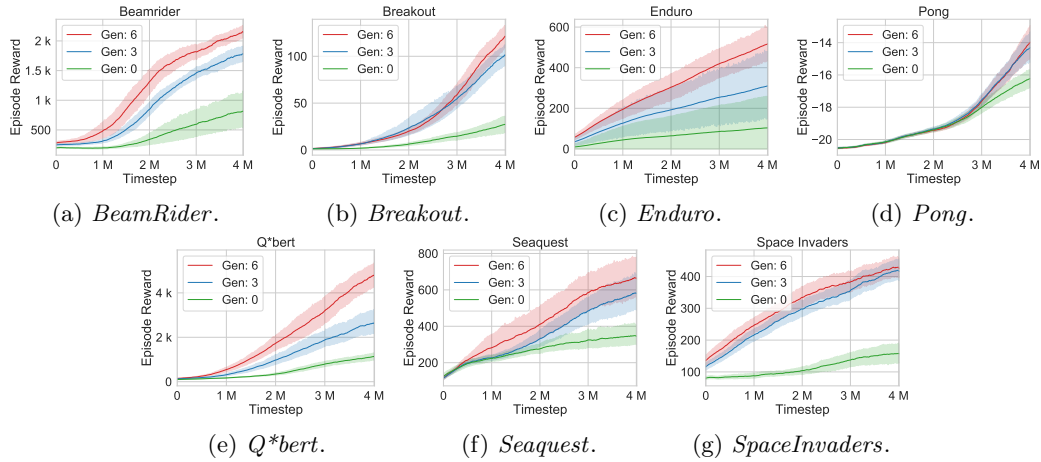 Beamrider
Episode Reward
2 k
1.5 k
1 k
500
Gen: 6
Gen: 3
Gen: 0
0 1 M 2 M 3 M 4 M
Timestep
(a) BeamRider.
Breakout
Episode Reward
100
50
0
Gen: 6
Gen: 3
Gen: 0
0 1 M 2 M 3 M 4 M
Timestep
(b) Breakout.
Enduro
Episode Reward
600
400
200
0
Gen: 6
Gen: 3
Gen: 0
0 1 M 2 M 3 M 4 M
Timestep
(c) Enduro.
Pong
Episode Reward
−14
−16
−18
−20
Gen: 6
Gen: 3
Gen: 0
0 1 M 2 M 3 M 4 M
Timestep
(d) Pong.
Q*bert
Episode Reward
4 k
2 k
0
Gen: 6
Gen: 3
Gen: 0
0 1 M 2 M 3 M 4 M
Timestep
(e) Q*bert.
Seaquest
Episode Reward
800
600
400
200
Gen: 6
Gen: 3
Gen: 0
0 1 M 2 M 3 M 4 M
Timestep
(f) Seaquest.
Space Invaders
Episode Reward
400
300
200
100
Gen: 6
Gen: 3
Gen: 0
0 1 M 2 M 3 M 4 M
Timestep
(g) SpaceInvaders.